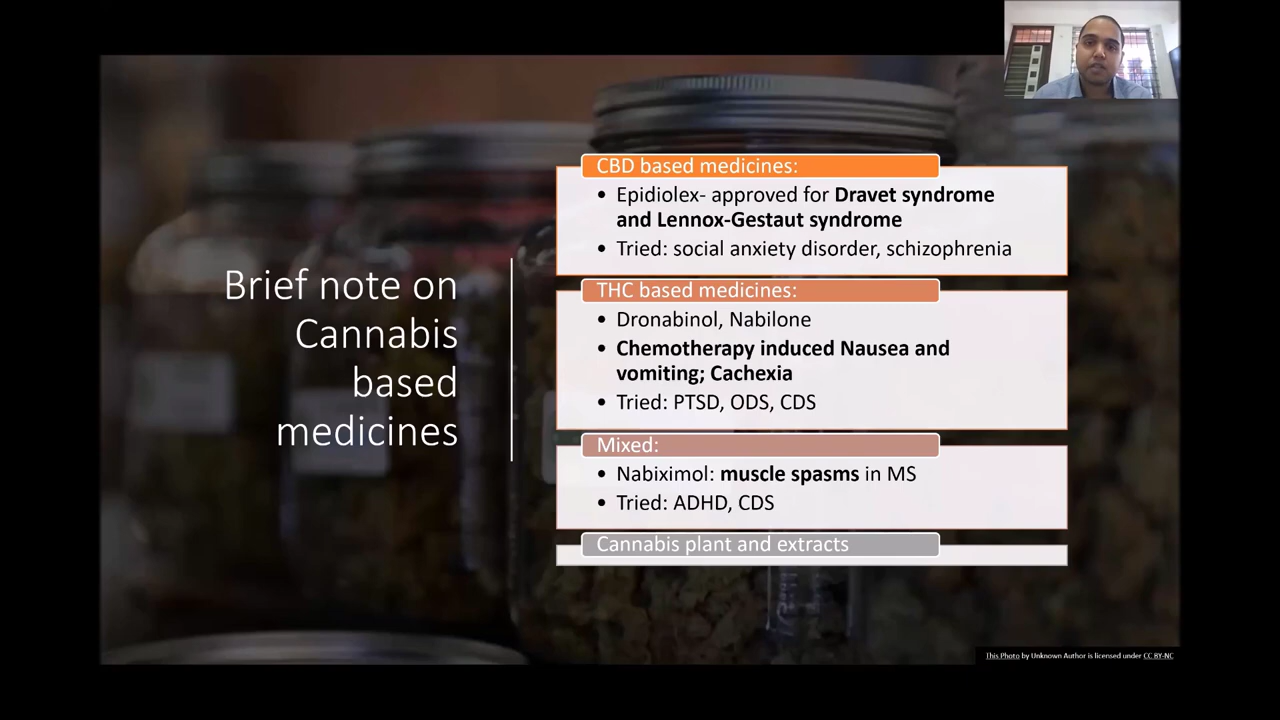 Brief note on
Cannabis
based
medicines
CBD based medicines:
• Epidiolex- approved for Dravet syndrome
and Lennox-Gestaut syndrome
• Tried: social anxiety disorder, schizophrenia
THC based medicines:
• Dronabinol, Nabilone
• Chemotherapy induced Nausea and
vomiting; Cachexia
• Tried: PTSD, ODS, CDS
Mixed:
• Nabiximol: muscle spasms in MS
• Tried: ADHD, CDS
Cannabis plant and extracts
This Photo by Unknown Author is licensed under CC BY-NC